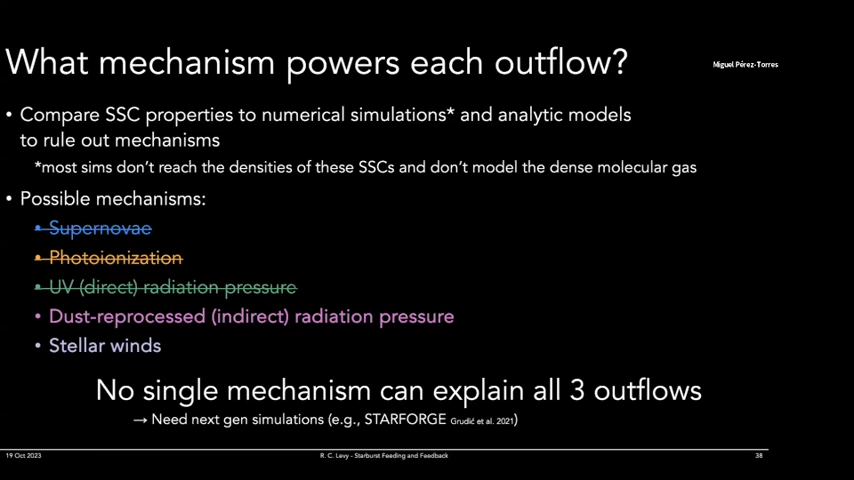 What mechanism powers each outflow?
Miguel Pérez-Torres
• Compare SSC properties to numerical simulations* and analytic models
to rule out mechanisms
*most sims don't reach the densities of these SSCs and don't model the dense molecular gas
• Possible mechanisms:
• Supernovae
• Photoionization
• UV (direct) radiation pressure
• Dust-reprocessed (indirect) radiation pressure
• Stellar winds
No single mechanism can explain all 3 outflows
→ Need next gen simulations (e.g., STARFORGE Grudić et al. 2021)
19 Oct 2023 R. C. Levy - Starburst Feeding and Feedback 38